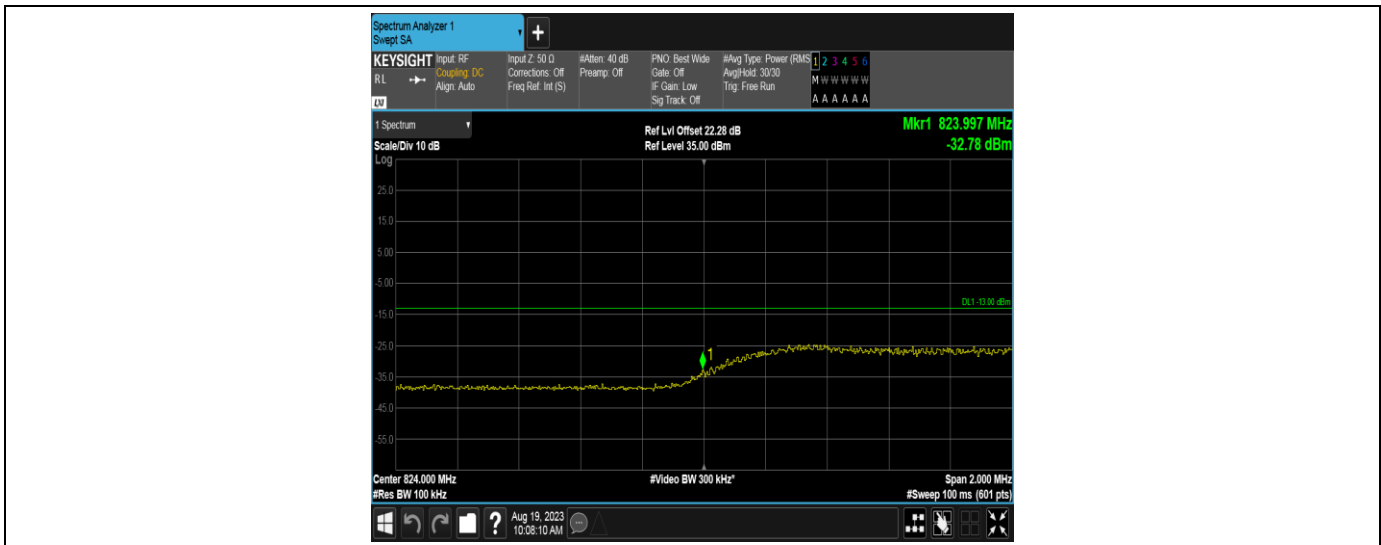 Spectrum Analyzer 1
Swept SA
+
KEYSIGHT
RL
LXI
Input: RF
Coupling: DC
Align: Auto
Input Z: 50 Ω
Corrections: Off
Freq Ref: Int (S)
#Atten: 40 dB
Preamp: Off
PNO: Best Wide
Gate: Off
IF Gain: Low
Sig Track: Off
#Avg Type: Power (RMS
Avg|Hold: 30/30
Trig: Free Run
1 2 3 4 5 6
M W W W W W
A A A A A A
1 Spectrum
Scale/Div 10 dB
Ref Lvl Offset 22.28 dB
Ref Level 35.00 dBm
Mkr1 823.997 MHz
-32.78 dBm
Log
25.0
15.0
5.00
-5.00
DL1 -13.00 dBm
-15.0
-25.0
1
-35.0
-45.0
-55.0
Center 824.000 MHz
#Res BW 100 kHz
#Video BW 300 kHz*
Span 2.000 MHz
#Sweep 100 ms (601 pts)
?
Aug 19, 2023
10:08:10 AM